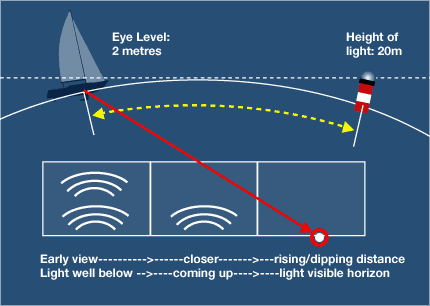 Eye Level:
2 metres
Height of
light: 20m
Early view---------->------closer------->----rising/dipping distance
Light well below -->----coming up---->----light visible horizon